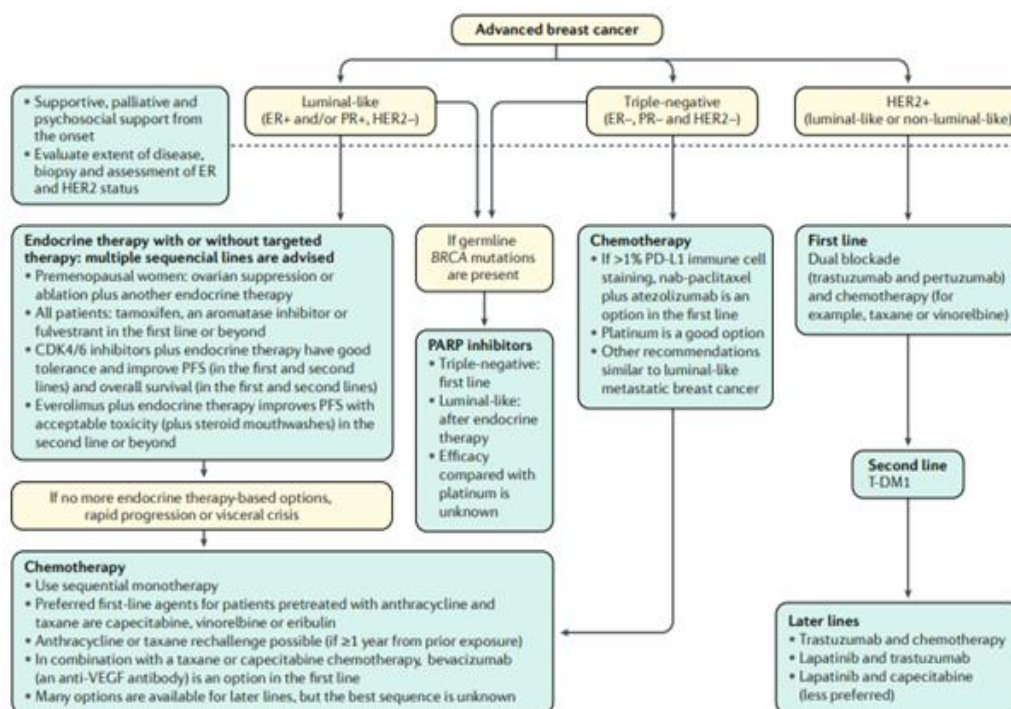 Advanced breast cancer
• Supportive, palliative and
psychosocial support from
the onset
• Evaluate extent of disease,
biopsy and assessment of ER
and HER2 status
Luminal-like
(ER+ and/or PR+, HER2–)
Triple-negative
(ER–, PR– and HER2–)
HER2+
(luminal-like or non-luminal-like)
Endocrine therapy with or without targeted
therapy: multiple sequencial lines are advised
• Premenopausal women: ovarian suppression or
ablation plus another endocrine therapy
• All patients: tamoxifen, an aromatase inhibitor or
fulvestrant in the first line or beyond
• CDK4/6 inhibitors plus endocrine therapy have good
tolerance and improve PFS (in the first and second
lines) and overall survival (in the first and second lines)
• Everolimus plus endocrine therapy improves PFS with
acceptable toxicity (plus steroid mouthwashes) in the
second line or beyond
If germline
BRCA mutations
are present
PARP inhibitors
• Triple-negative:
first line
• Luminal-like:
after endocrine
therapy
• Efficacy
compared with
platinum is
unknown
Chemotherapy
• If >1% PD-L1 immune cell
staining, nab-paclitaxel
plus atezolizumab is an
option in the first line
• Platinum is a good option
• Other recommendations
similar to luminal-like
metastatic breast cancer
First line
Dual blockade
(trastuzumab and pertuzumab)
and chemotherapy (for
example, taxane or vinorelbine)
Second line
T-DM1
If no more endocrine therapy-based options,
rapid progression or visceral crisis
Chemotherapy
• Use sequential monotherapy
• Preferred first-line agents for patients pretreated with anthracycline and
taxane are capecitabine, vinorelbine or eribulin
• Anthracycline or taxane rechallenge possible (if ≥1 year from prior exposure)
• In combination with a taxane or capecitabine chemotherapy, bevacizumab
(an anti-VEGF antibody) is an option in the first line
• Many options are available for later lines, but the best sequence is unknown
Later lines
• Trastuzumab and chemotherapy
• Lapatinib and trastuzumab
• Lapatinib and capecitabine
(less preferred)